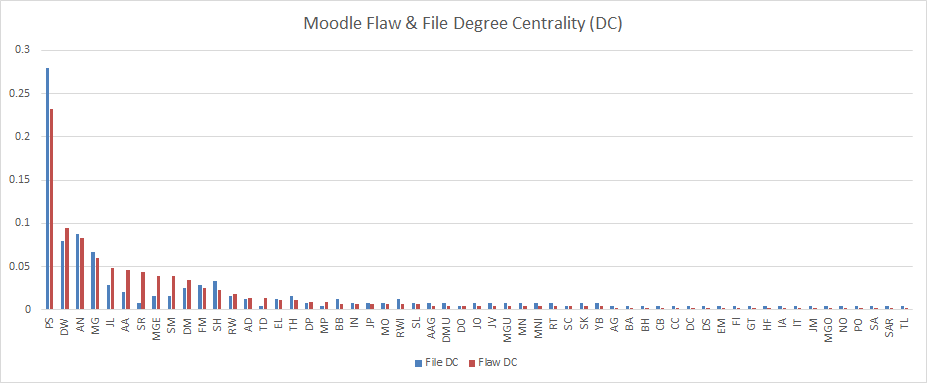 Moodle Flaw & File Degree Centrality (DC)
0.3
0.25
0.2
0.15
0.1
0.05
0
PS DW AN MG JL AA SR MGE SM DM FM SH RW AD TD EL TH DP MP BB IN JP MO RWI SL AAG DMU DO JO JV MGU MN MNI RT SC SK YB AG BA BH CB CC DC DS EM FI GT HF IA IT JM MGO NO PO SA SAR TL
File DC Flaw DC